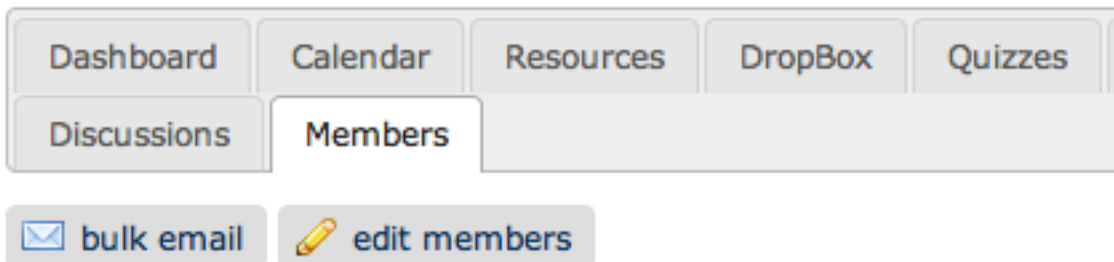 Dashboard Calendar Resources DropBox Quizzes
Discussions Members
bulk email edit members